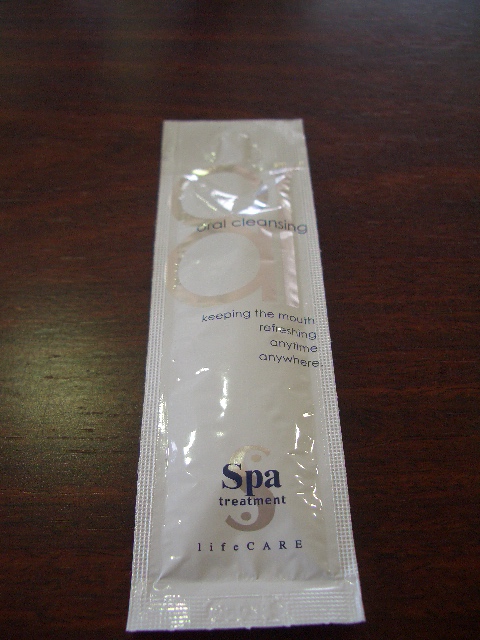 oral cleansing
keeping the mouth
refreshing
anytime
anywhere
Spa
treatment
lifeCARE